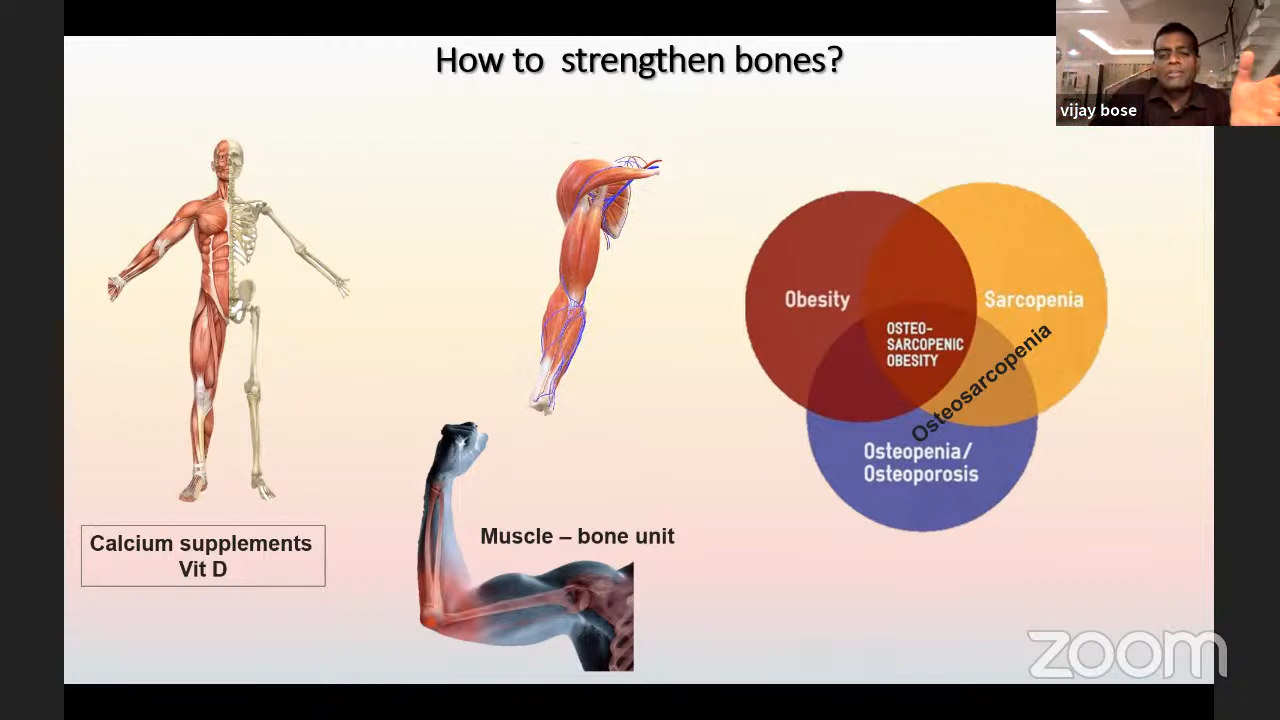 How to strengthen bones?
vijay bose
Obesity
Sarcopenia
OSTEO-
SARCOPENIC
OBESITY
Osteosarcopenia
Osteopenia/
Osteoporosis
Calcium supplements
Vit D
Muscle – bone unit
zoom